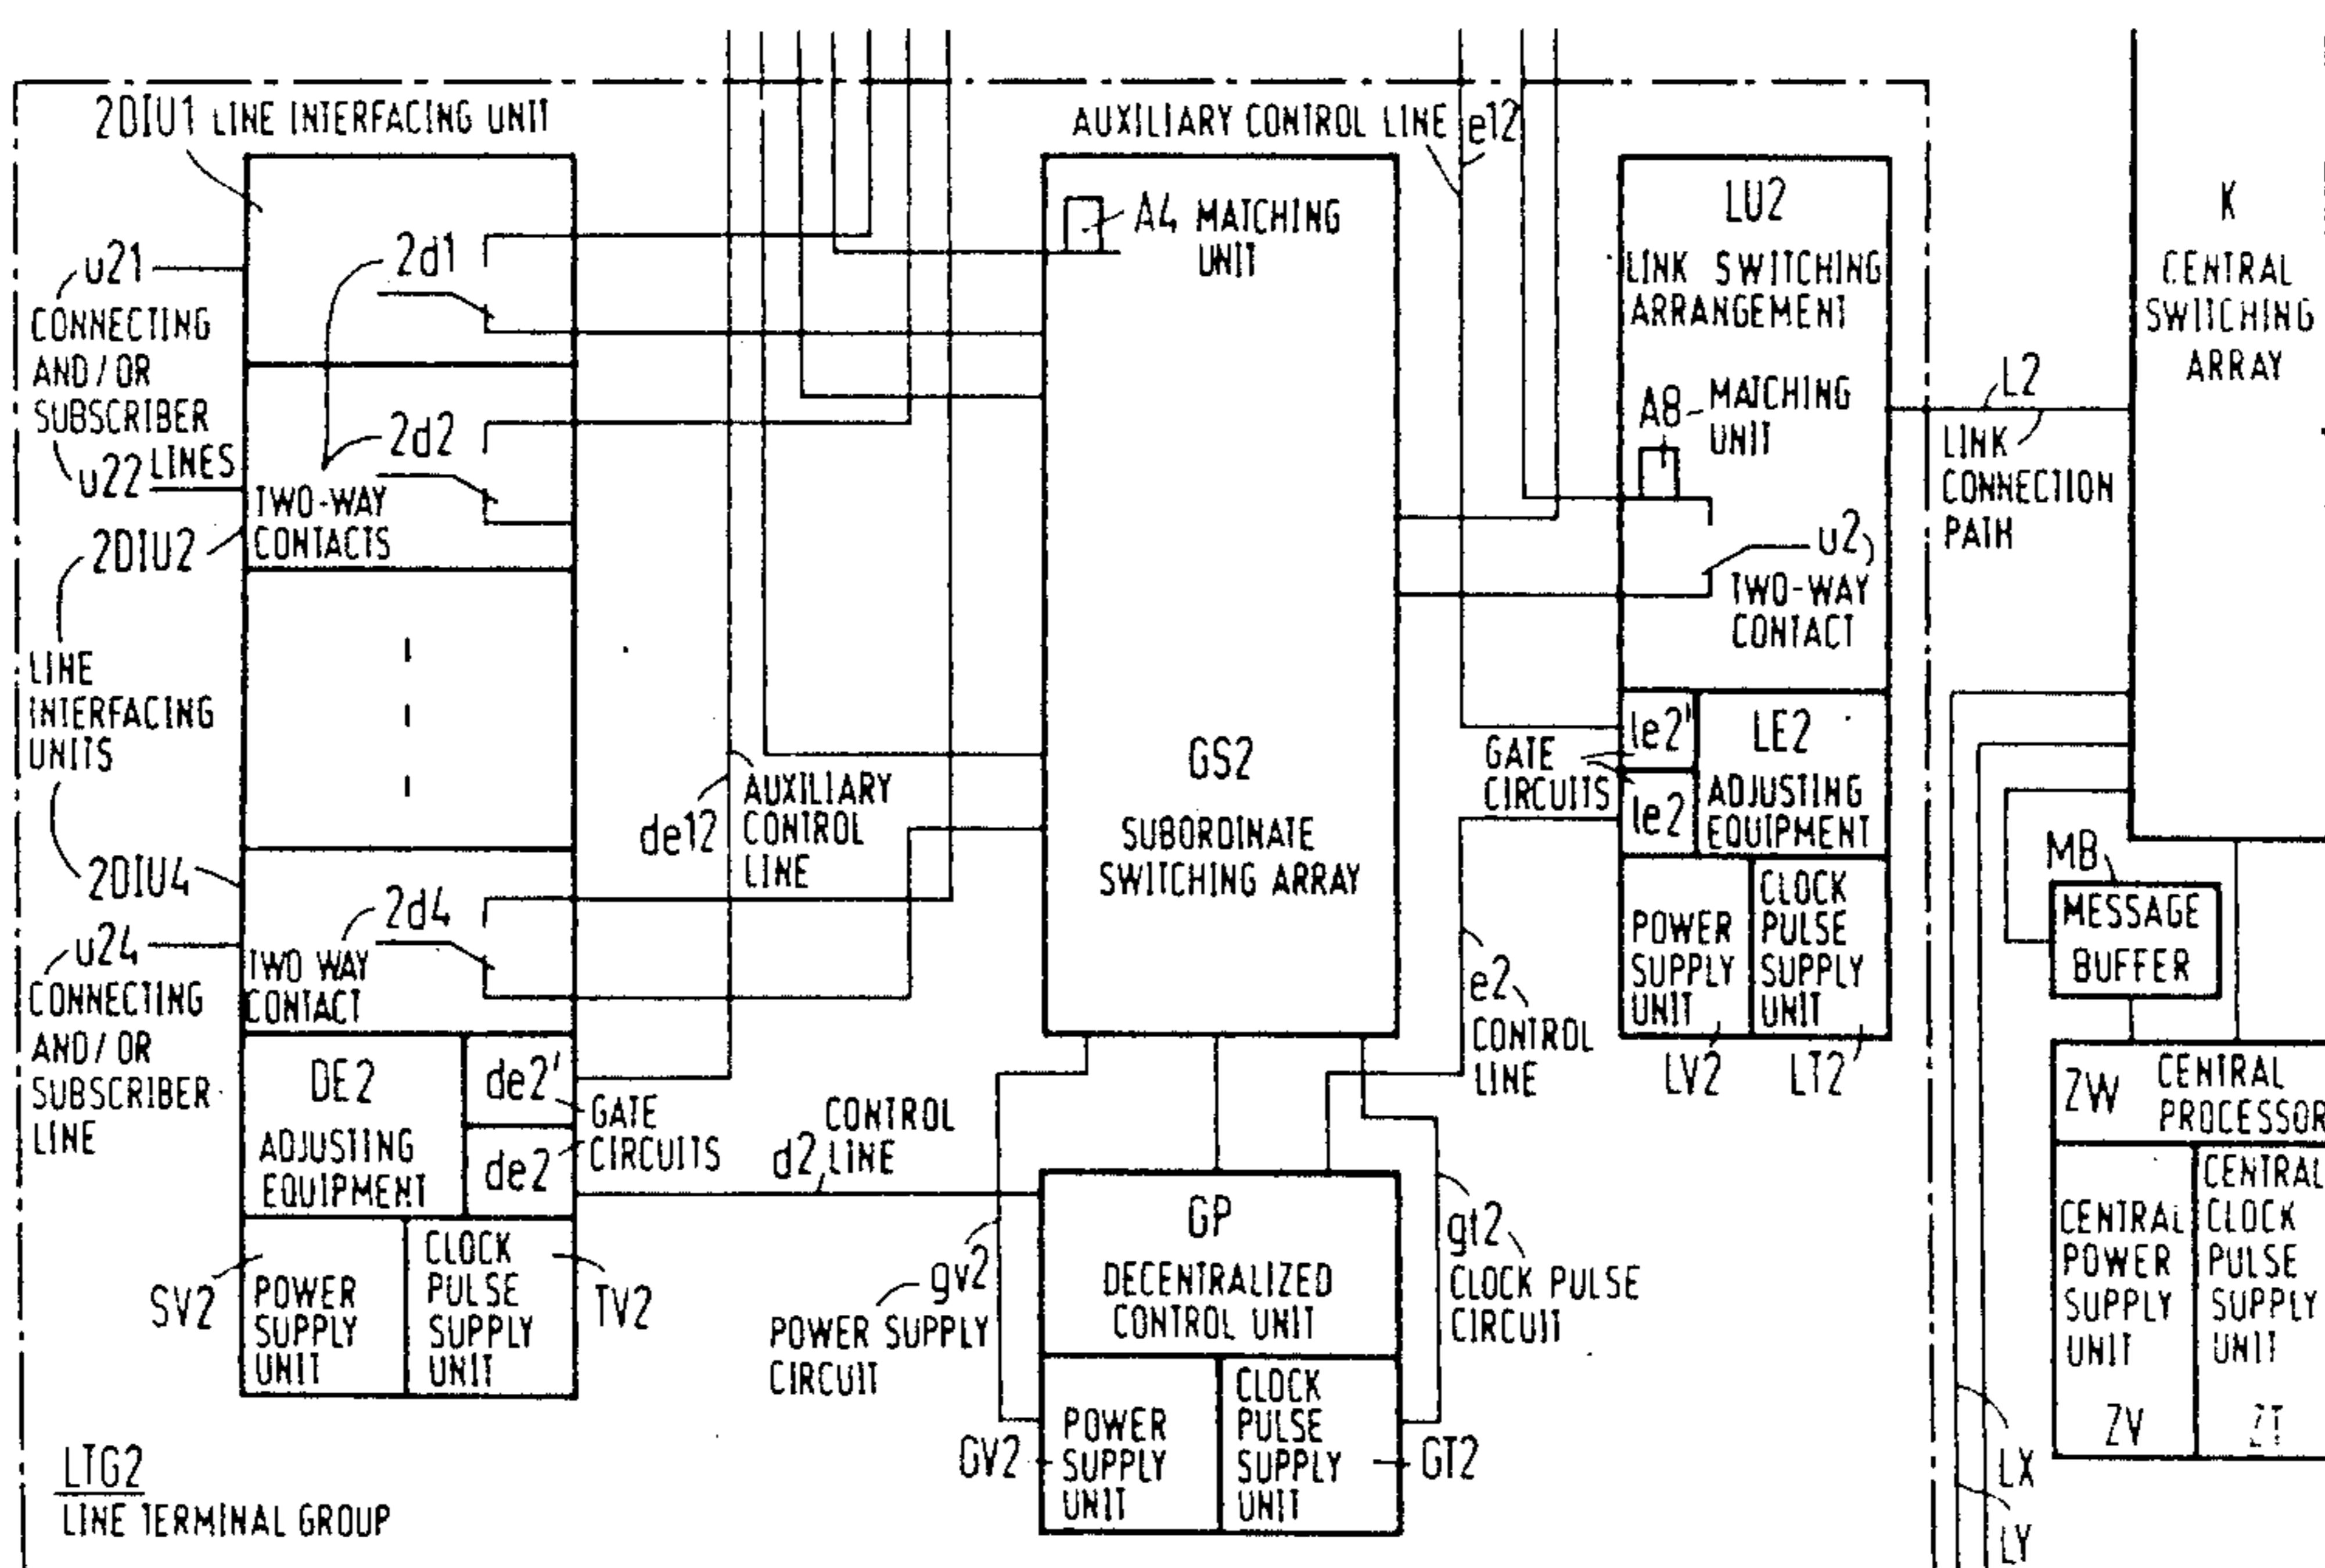 2DIU1 LINE INTERFACING UNIT
u21
CONNECTING
AND/OR
SUBSCRIBER
LINES
u22
2d1
2d2
TWO-WAY
CONTACTS
2DIU2
LINE
INTERFACING
UNITS
2DIU4
u24
CONNECTING
AND/OR
SUBSCRIBER
LINE
2d4
TWO WAY
CONTACT
DE2
ADJUSTING
EQUIPMENT
de2'
de2
GATE
CIRCUITS
SV2
POWER
SUPPLY
UNIT
CLOCK
PULSE
SUPPLY
UNIT
TV2
LTG2
LINE TERMINAL GROUP
de12
AUXILIARY
CONTROL
LINE
d2
CONTROL
LINE
AUXILIARY CONTROL LINE
e12
A4 MATCHING
UNIT
GS2
SUBORDINATE
SWITCHING ARRAY
gv2
POWER SUPPLY
CIRCUIT
GP
DECENTRALIZED
CONTROL UNIT
GV2
POWER
SUPPLY
UNIT
CLOCK
PULSE
SUPPLY
UNIT
GT2
gt2
CLOCK PULSE
CIRCUIT
e2
CONTROL
LINE
LU2
LINK SWITCHING
ARRANGEMENT
A8
MATCHING
UNIT
u2
TWO-WAY
CONTACT
GATE
CIRCUITS
le2'
le2
LE2
ADJUSTING
EQUIPMENT
POWER
SUPPLY
UNIT
CLOCK
PULSE
SUPPLY
UNIT
LV2
LT2
L2
LINK
CONNECTION
PATH
K
CENTRAL
SWITCHING
ARRAY
MB
MESSAGE
BUFFER
ZW
CENTRAL
PROCESSOR
CENTRAL
POWER
SUPPLY
UNIT
ZV
CENTRAL
CLOCK
PULSE
SUPPLY
UNIT
ZT
LX
LY